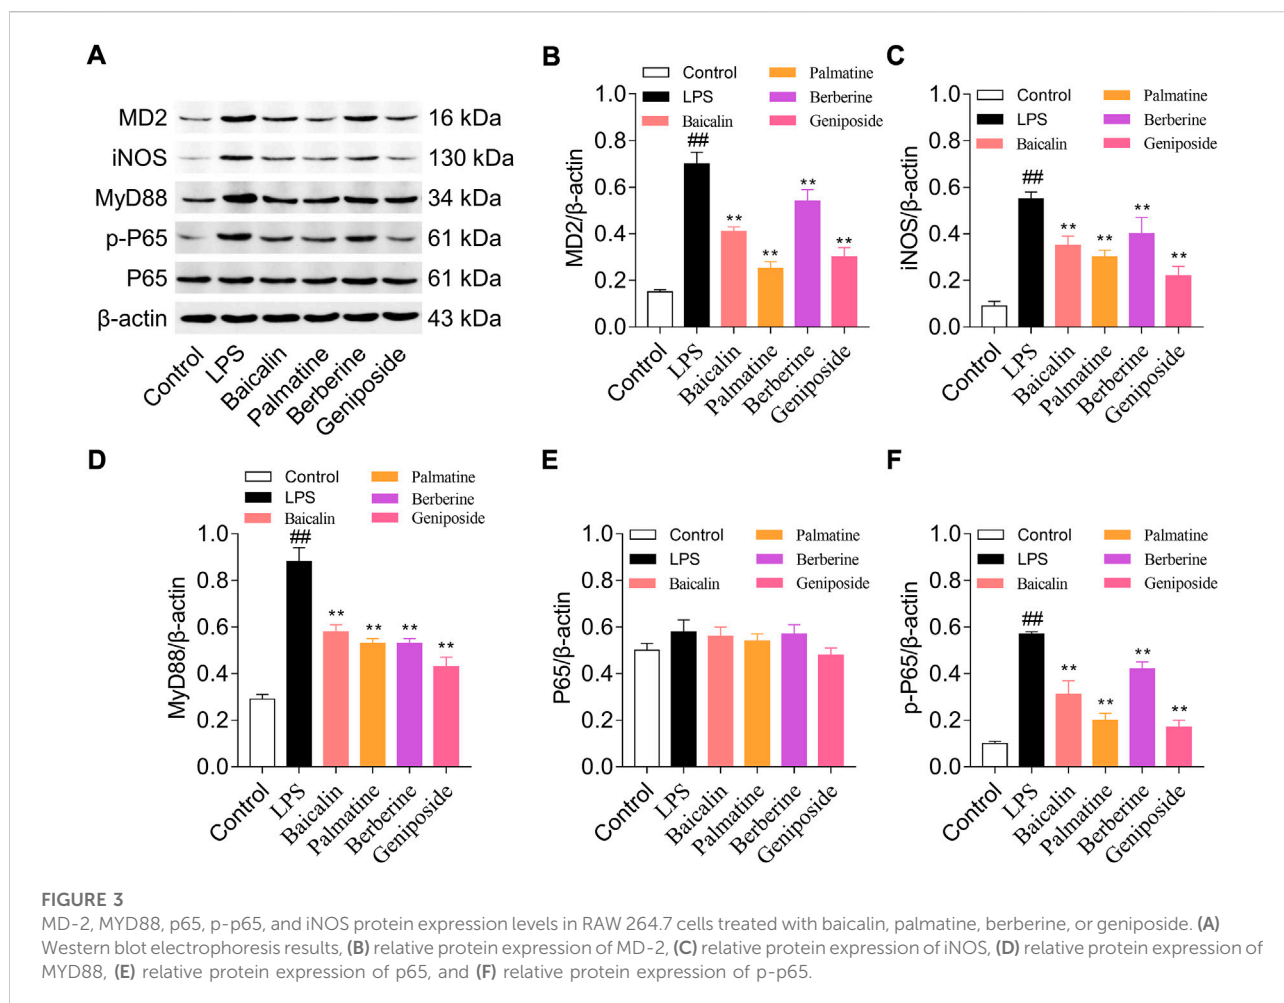 A
MD2 16 kDa
iNOS 130 kDa
MyD88 34 kDa
p-P65 61 kDa
P65 61 kDa
β-actin 43 kDa
Control LPS Baicalin Palmatine Berberine Geniposide
B
Control Palmatine
LPS Berberine
Baicalin Geniposide
MD2/β-actin
1.0
0.8
0.6
0.4
0.2
0.0
##
**
**
**
**
Control LPS Baicalin Palmatine Berberine Geniposide
C
Control Palmatine
LPS Berberine
Baicalin Geniposide
iNOS/β-actin
1.0
0.8
0.6
0.4
0.2
0.0
##
**
**
**
**
Control LPS Baicalin Palmatine Berberine Geniposide
D
Control Palmatine
LPS Berberine
Baicalin Geniposide
MyD88/β-actin
1.0
0.8
0.6
0.4
0.2
0.0
##
**
**
**
**
Control LPS Baicalin Palmatine Berberine Geniposide
E
Control Palmatine
LPS Berberine
Baicalin Geniposide
P65/β-actin
1.0
0.8
0.6
0.4
0.2
0.0
Control LPS Baicalin Palmatine Berberine Geniposide
F
Control Palmatine
LPS Berberine
Baicalin Geniposide
p-P65/β-actin
1.0
0.8
0.6
0.4
0.2
0.0
##
**
**
**
**
Control LPS Baicalin Palmatine Berberine Geniposide
FIGURE 3
MD-2, MYD88, p65, p-p65, and iNOS protein expression levels in RAW 264.7 cells treated with baicalin, palmatine, berberine, or geniposide. (A)
Western blot electrophoresis results, (B) relative protein expression of MD-2, (C) relative protein expression of iNOS, (D) relative protein expression of
MYD88, (E) relative protein expression of p65, and (F) relative protein expression of p-p65.